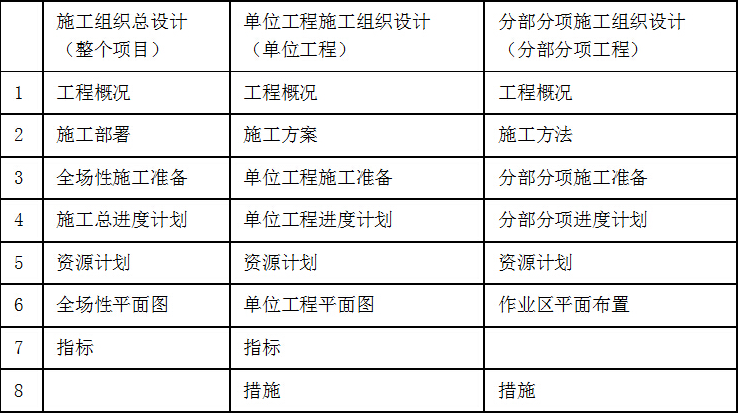 施工组织总设计 单位工程施工组织设计 分部分项施工组织设计
（整个项目） （单位工程） （分部分项工程）
1 工程概况 工程概况 工程概况
2 施工部署 施工方案 施工方法
3 全场性施工准备 单位工程施工准备 分部分项施工准备
4 施工总进度计划 单位工程进度计划 分部分项进度计划
5 资源计划 资源计划 资源计划
6 全场性平面图 单位工程平面图 作业区平面布置
7 指标 指标
8 措施 措施